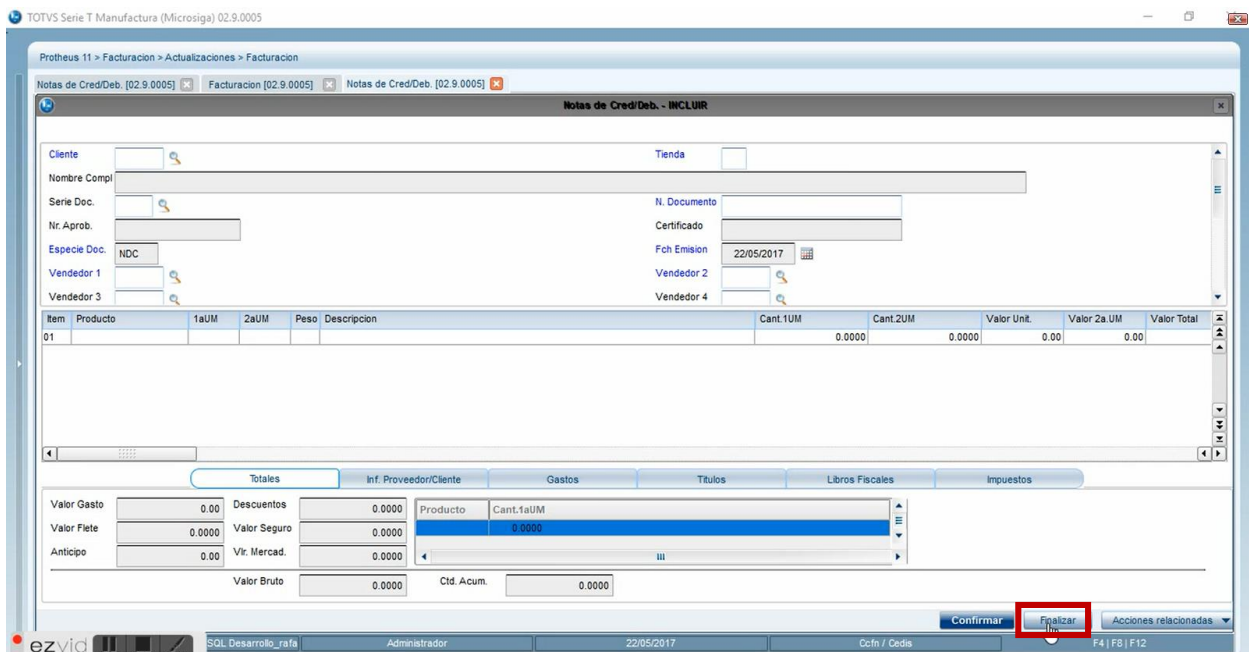 TOTVS Serie T Manufactura (Microsiga) 02.9.0005
Protheus 11 > Facturacion > Actualizaciones > Facturacion
Notas de Cred/Deb. [02.9.0005] Facturacion [02.9.0005] Notas de Cred/Deb. [02.9.0005]
Notas de Cred/Deb. - INCLUIR
Cliente Tienda
Nombre Compl
Serie Doc. N. Documento
Nr. Aprob. Certificado
Especie Doc. NDC Fch Emision 22/05/2017
Vendedor 1 Vendedor 2
Vendedor 3 Vendedor 4
Item Producto 1aUM 2aUM Peso Descripcion Cant.1UM Cant.2UM Valor Unit. Valor 2a.UM Valor Total
01 0.0000 0.0000 0.00 0.00
Totales Inf. Proveedor/Cliente Gastos Titulos Libros Fiscales Impuestos
Valor Gasto 0.00 Descuentos 0.0000 Producto Cant.1aUM
Valor Flete 0.0000 Valor Seguro 0.0000 0.0000
Anticipo 0.00 Vlr. Mercad. 0.0000
Valor Bruto 0.0000 Ctd. Acum. 0.0000
Confirmar Finalizar Acciones relacionadas
ezvid SQL Desarrollo_rafa Administrador 22/05/2017 Ccfn / Cedis F4 | F8 | F12